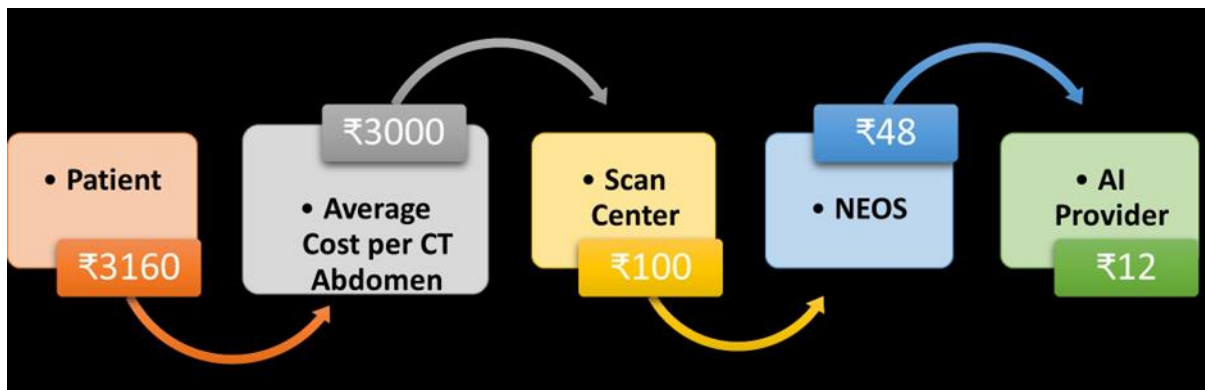 • Patient
₹3160
₹3000
• Average
Cost per CT
Abdomen
• Scan
Center
₹100
₹48
• NEOS
• AI
Provider
₹12